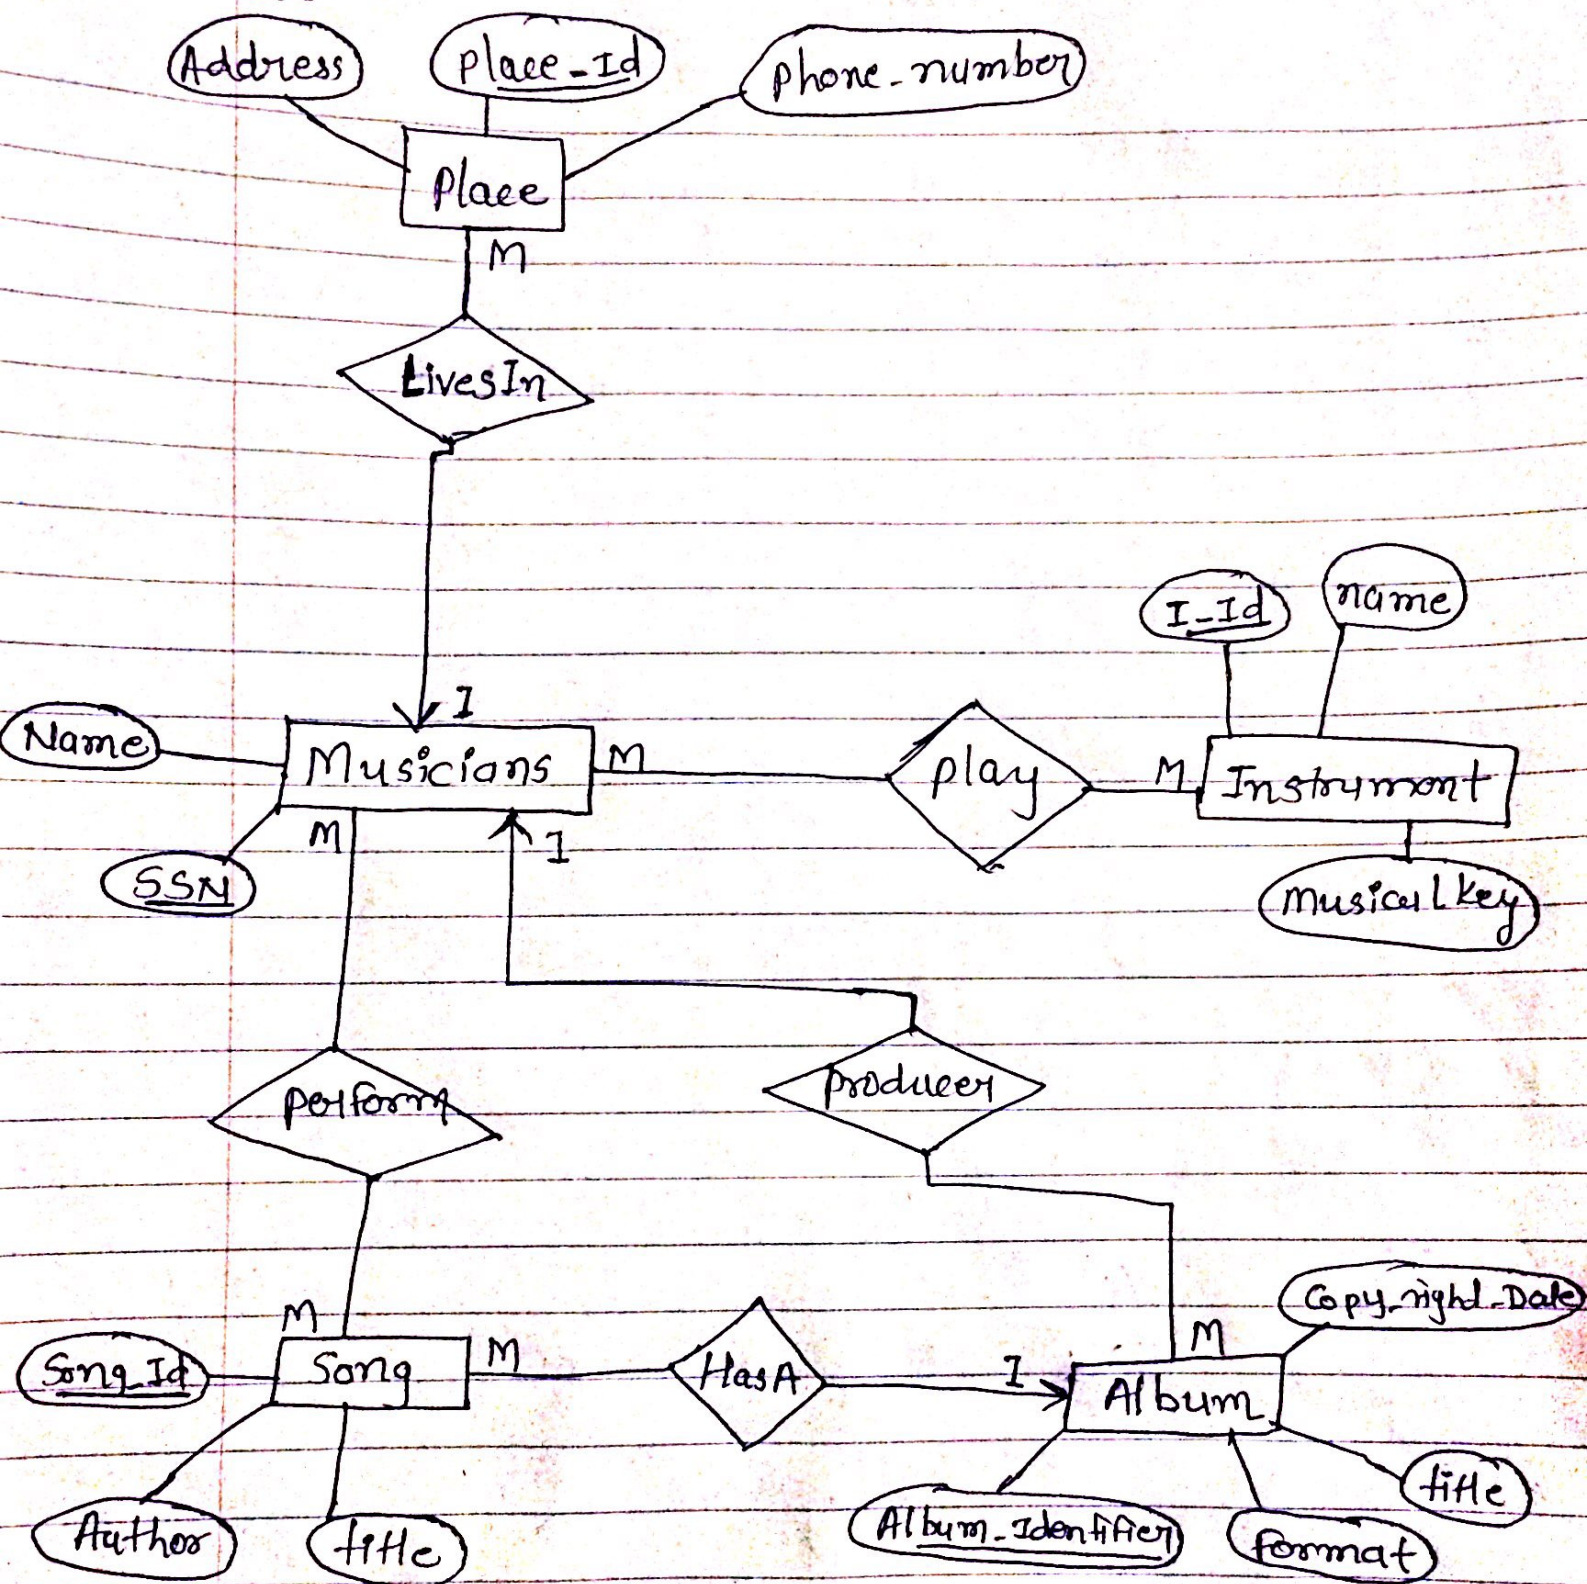 Address
Place_Id
Phone_number
Place
M
LivesIn
1
Name
Musicians
M
play
M
Instrument
I_Id
name
Musical Key
SSN
M
1
perform
Producer
M
Song_Id
Song
M
HasA
1
Album
M
Copy_right_Date
Author
title
Album_Identifier
format
title